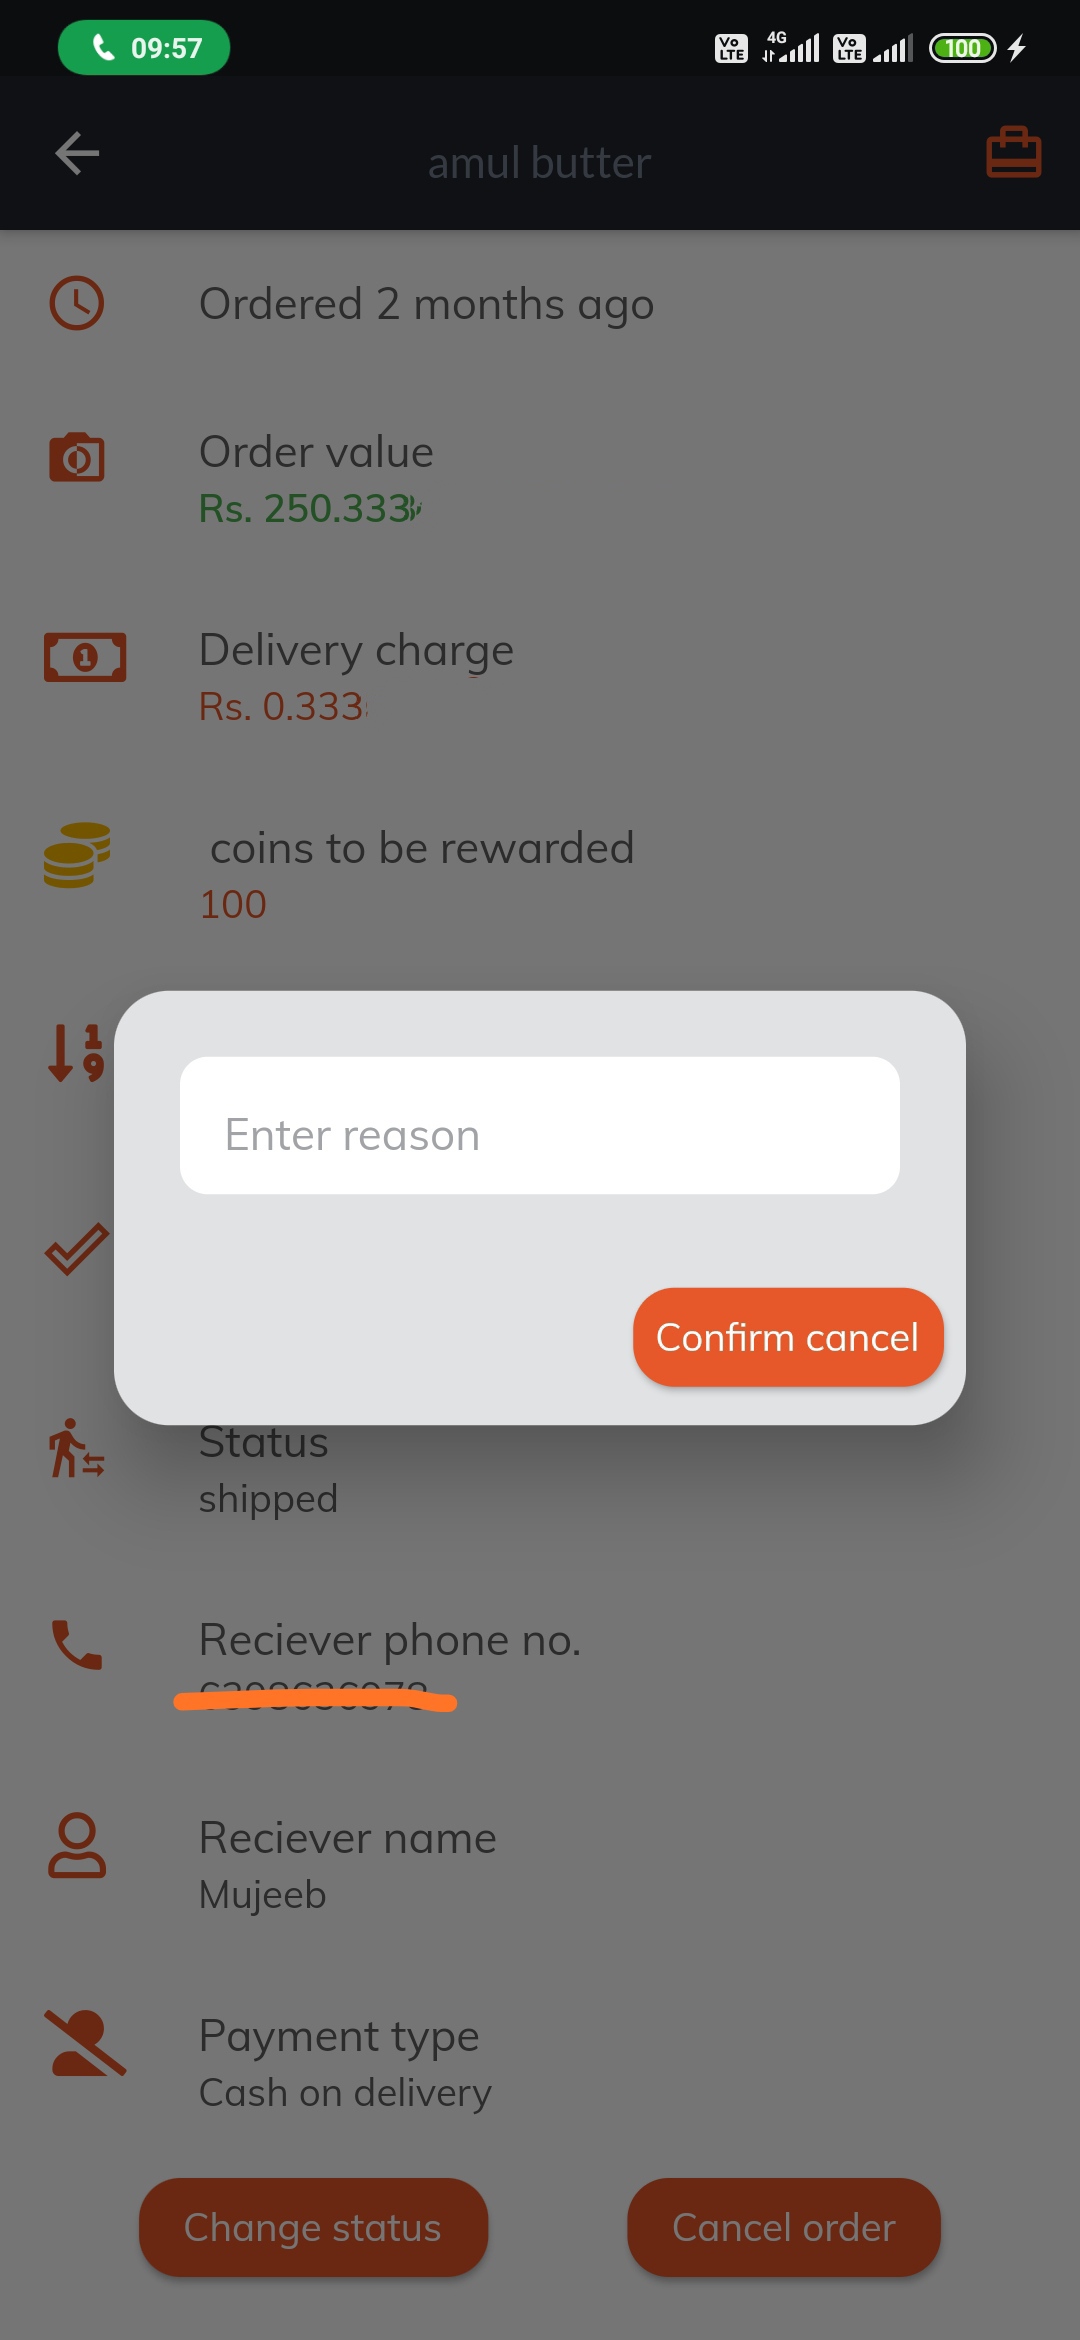 09:57
Vo LTE 4G Vo LTE 100
amul butter
Ordered 2 months ago
Order value
Rs. 250.333
Delivery charge
Rs. 0.333
coins to be rewarded
100
Enter reason
Confirm cancel
Status
shipped
Reciever phone no.
Reciever name
Mujeeb
Payment type
Cash on delivery
Change status
Cancel order